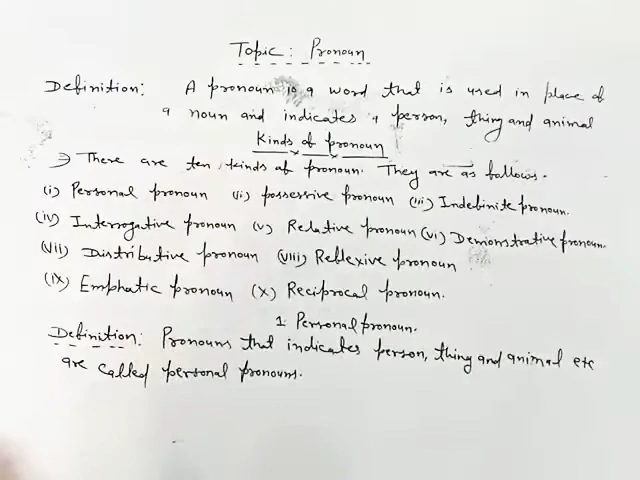 Topic: Pronoun
Definition: A pronoun is a word that is used in place of
a noun and indicates a person, thing and animal
Kinds of pronoun
→ There are ten kinds of pronoun. They are as follows.
(i) Personal pronoun (ii) possessive pronoun (iii) Indefinite pronoun.
(iv) Interrogative pronoun (v) Relative pronoun (vi) Demonstrative pronoun.
(vii) Distributive pronoun (viii) Reflexive pronoun
(ix) Emphatic pronoun (x) Reciprocal pronoun.
1. Personal pronoun.
Definition: Pronouns that indicates person, thing and animal etc
are called personal pronouns.